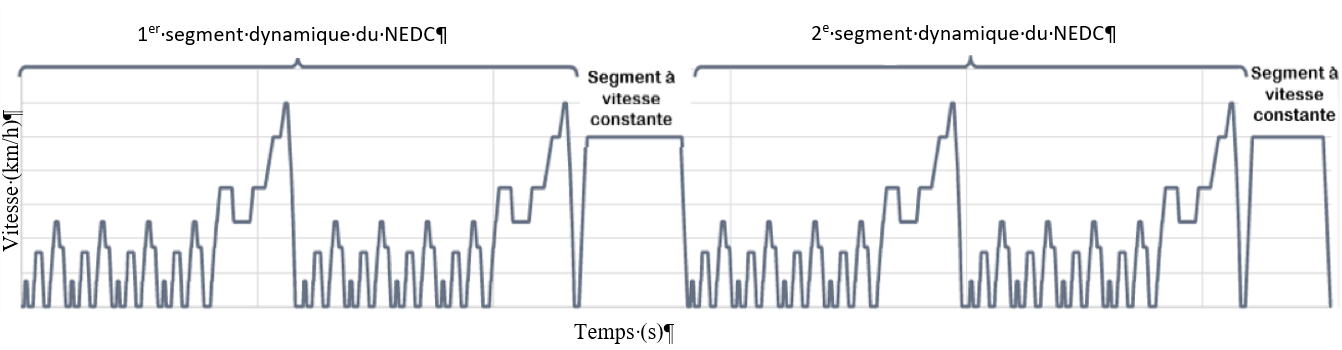 1er·segment·dynamique·du·NEDC¶
2e·segment·dynamique·du·NEDC¶
Segment à
vitesse
constante
Segment à
vitesse
constante
Vitesse·(km/h)¶
Temps·(s)¶